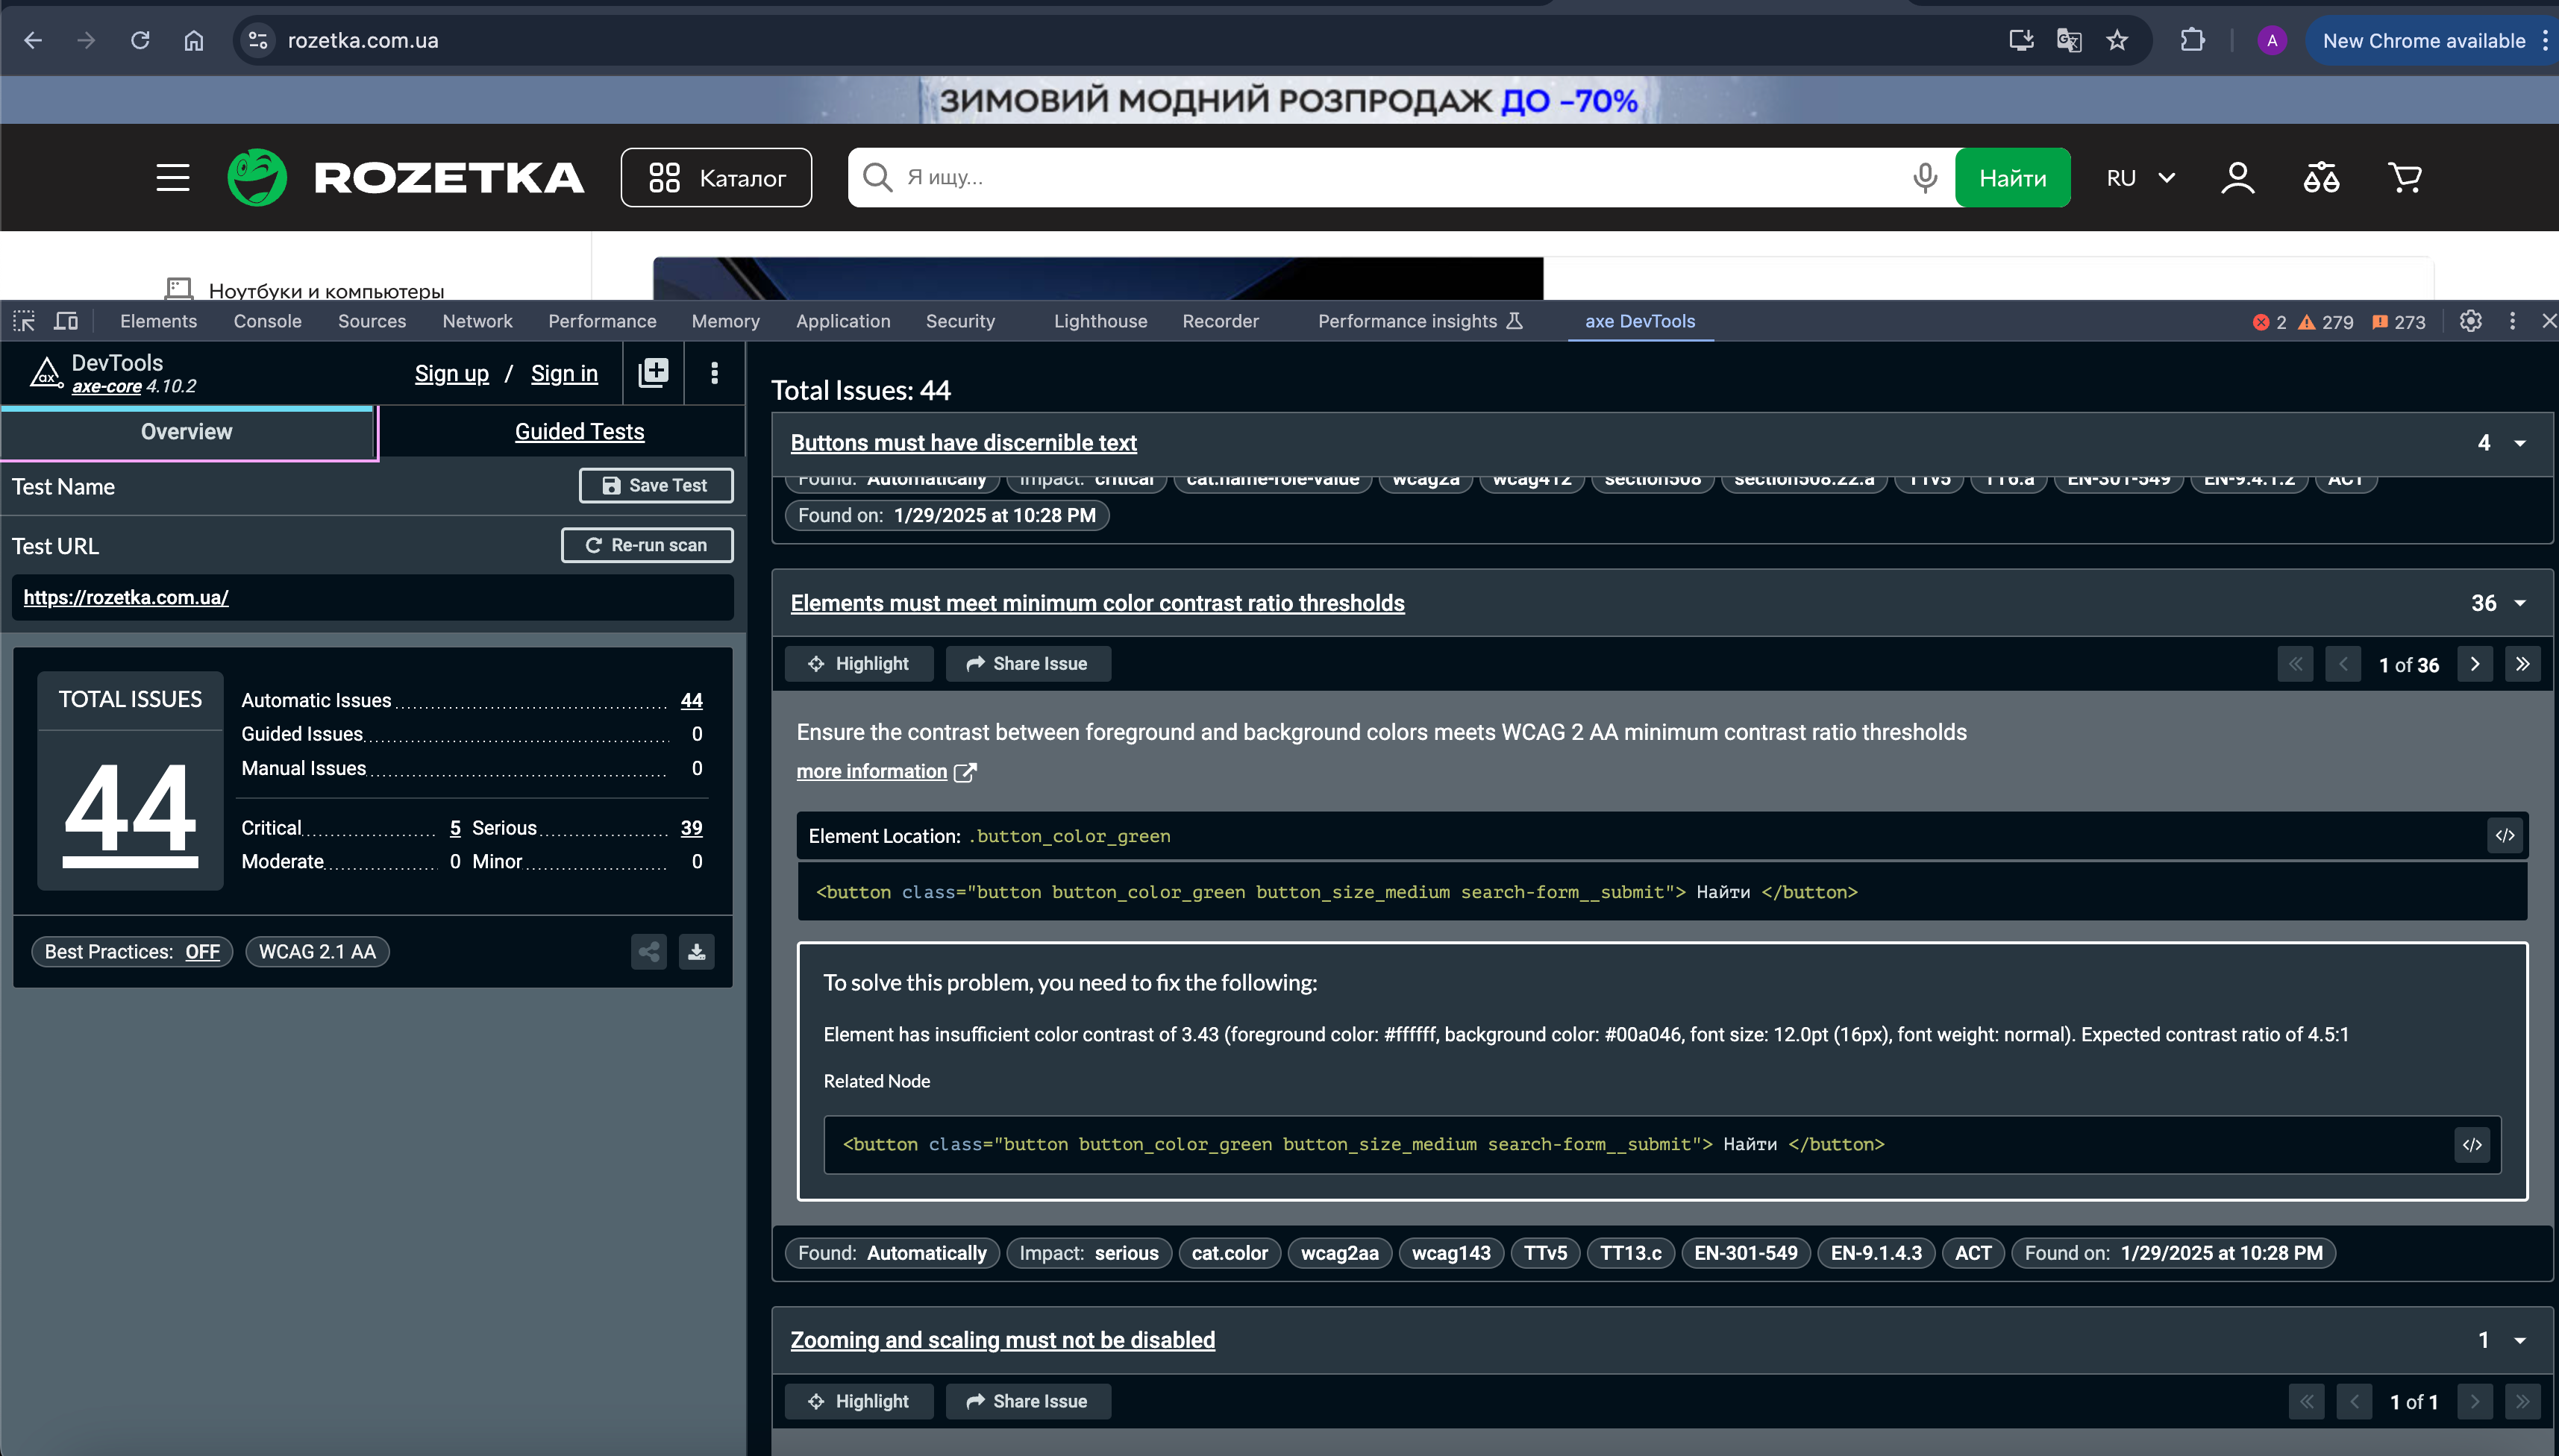 rozetka.com.ua
A
New Chrome available
ЗИМОВИЙ МОДНИЙ РОЗПРОДАЖ ДО –70%
ROZETKA
Каталог
Я ищу...
Найти
RU
Ноутбуки и компьютеры
Elements Console Sources Network Performance Memory Application Security Lighthouse Recorder Performance insights axe DevTools 2 279 273
DevTools
axe-core 4.10.2
Sign up / Sign in
Overview
Guided Tests
Test Name
Save Test
Test URL
Re-run scan
https://rozetka.com.ua/
TOTAL ISSUES
44
Automatic Issues 44
Guided Issues 0
Manual Issues 0
Critical 5 Serious 39
Moderate 0 Minor 0
Best Practices: OFF
WCAG 2.1 AA
Total Issues: 44
Buttons must have discernible text 4
Found: Automatically Impact: critical cat.name-role-value wcag2a wcag412 section508 section508.22.a TTv5 TT6.a EN-301-549 EN-9.4.1.2 ACT
Found on: 1/29/2025 at 10:28 PM
Elements must meet minimum color contrast ratio thresholds 36
Highlight Share Issue 1 of 36
Ensure the contrast between foreground and background colors meets WCAG 2 AA minimum contrast ratio thresholds
more information
Element Location: .button_color_green </>
<button class="button button_color_green button_size_medium search-form__submit"> Найти </button>
To solve this problem, you need to fix the following:
Element has insufficient color contrast of 3.43 (foreground color: #ffffff, background color: #00a046, font size: 12.0pt (16px), font weight: normal). Expected contrast ratio of 4.5:1
Related Node
<button class="button button_color_green button_size_medium search-form__submit"> Найти </button> </>
Found: Automatically Impact: serious cat.color wcag2aa wcag143 TTv5 TT13.c EN-301-549 EN-9.1.4.3 ACT Found on: 1/29/2025 at 10:28 PM
Zooming and scaling must not be disabled 1
Highlight Share Issue 1 of 1